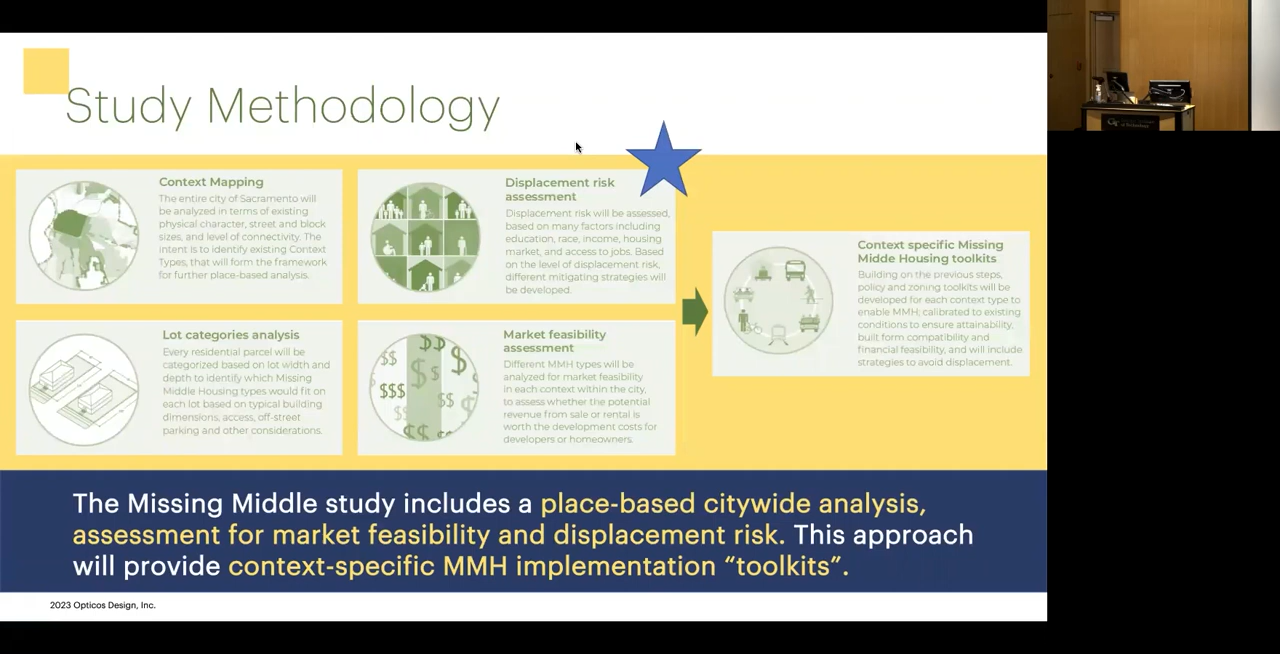 Study Methodology
Context Mapping
The entire city of Sacramento will
be analyzed in terms of existing
physical character, street and block
sizes, and level of connectivity. The
intent is to identify existing Context
Types, that will form the framework
for further place-based analysis.
Displacement risk
assessment
Displacement risk will be assessed,
based on many factors including
education, race, income, housing
market, and access to jobs. Based
on the level of displacement risk,
different mitigating strategies will
be developed.
Lot categories analysis
Every residential parcel will be
categorized based on lot width and
depth to identify which Missing
Middle Housing types would fit on
each lot based on typical building
dimensions, access, off-street
parking and other considerations.
Market feasibility
assessment
Different MMH types will be
analyzed for market feasibility
in each context within the city,
to assess whether the potential
revenue from sale or rental is
worth the development costs for
developers or homeowners.
Context specific Missing
Midde Housing toolkits
Building on the previous steps,
policy and zoning toolkits will be
developed for each context type to
enable MMH; calibrated to existing
conditions to ensure attainability,
built form compatibility and
financial feasibility, and will include
strategies to avoid displacement.
The Missing Middle study includes a place-based citywide analysis,
assessment for market feasibility and displacement risk. This approach
will provide context-specific MMH implementation “toolkits”.
2023 Opticos Design, Inc.